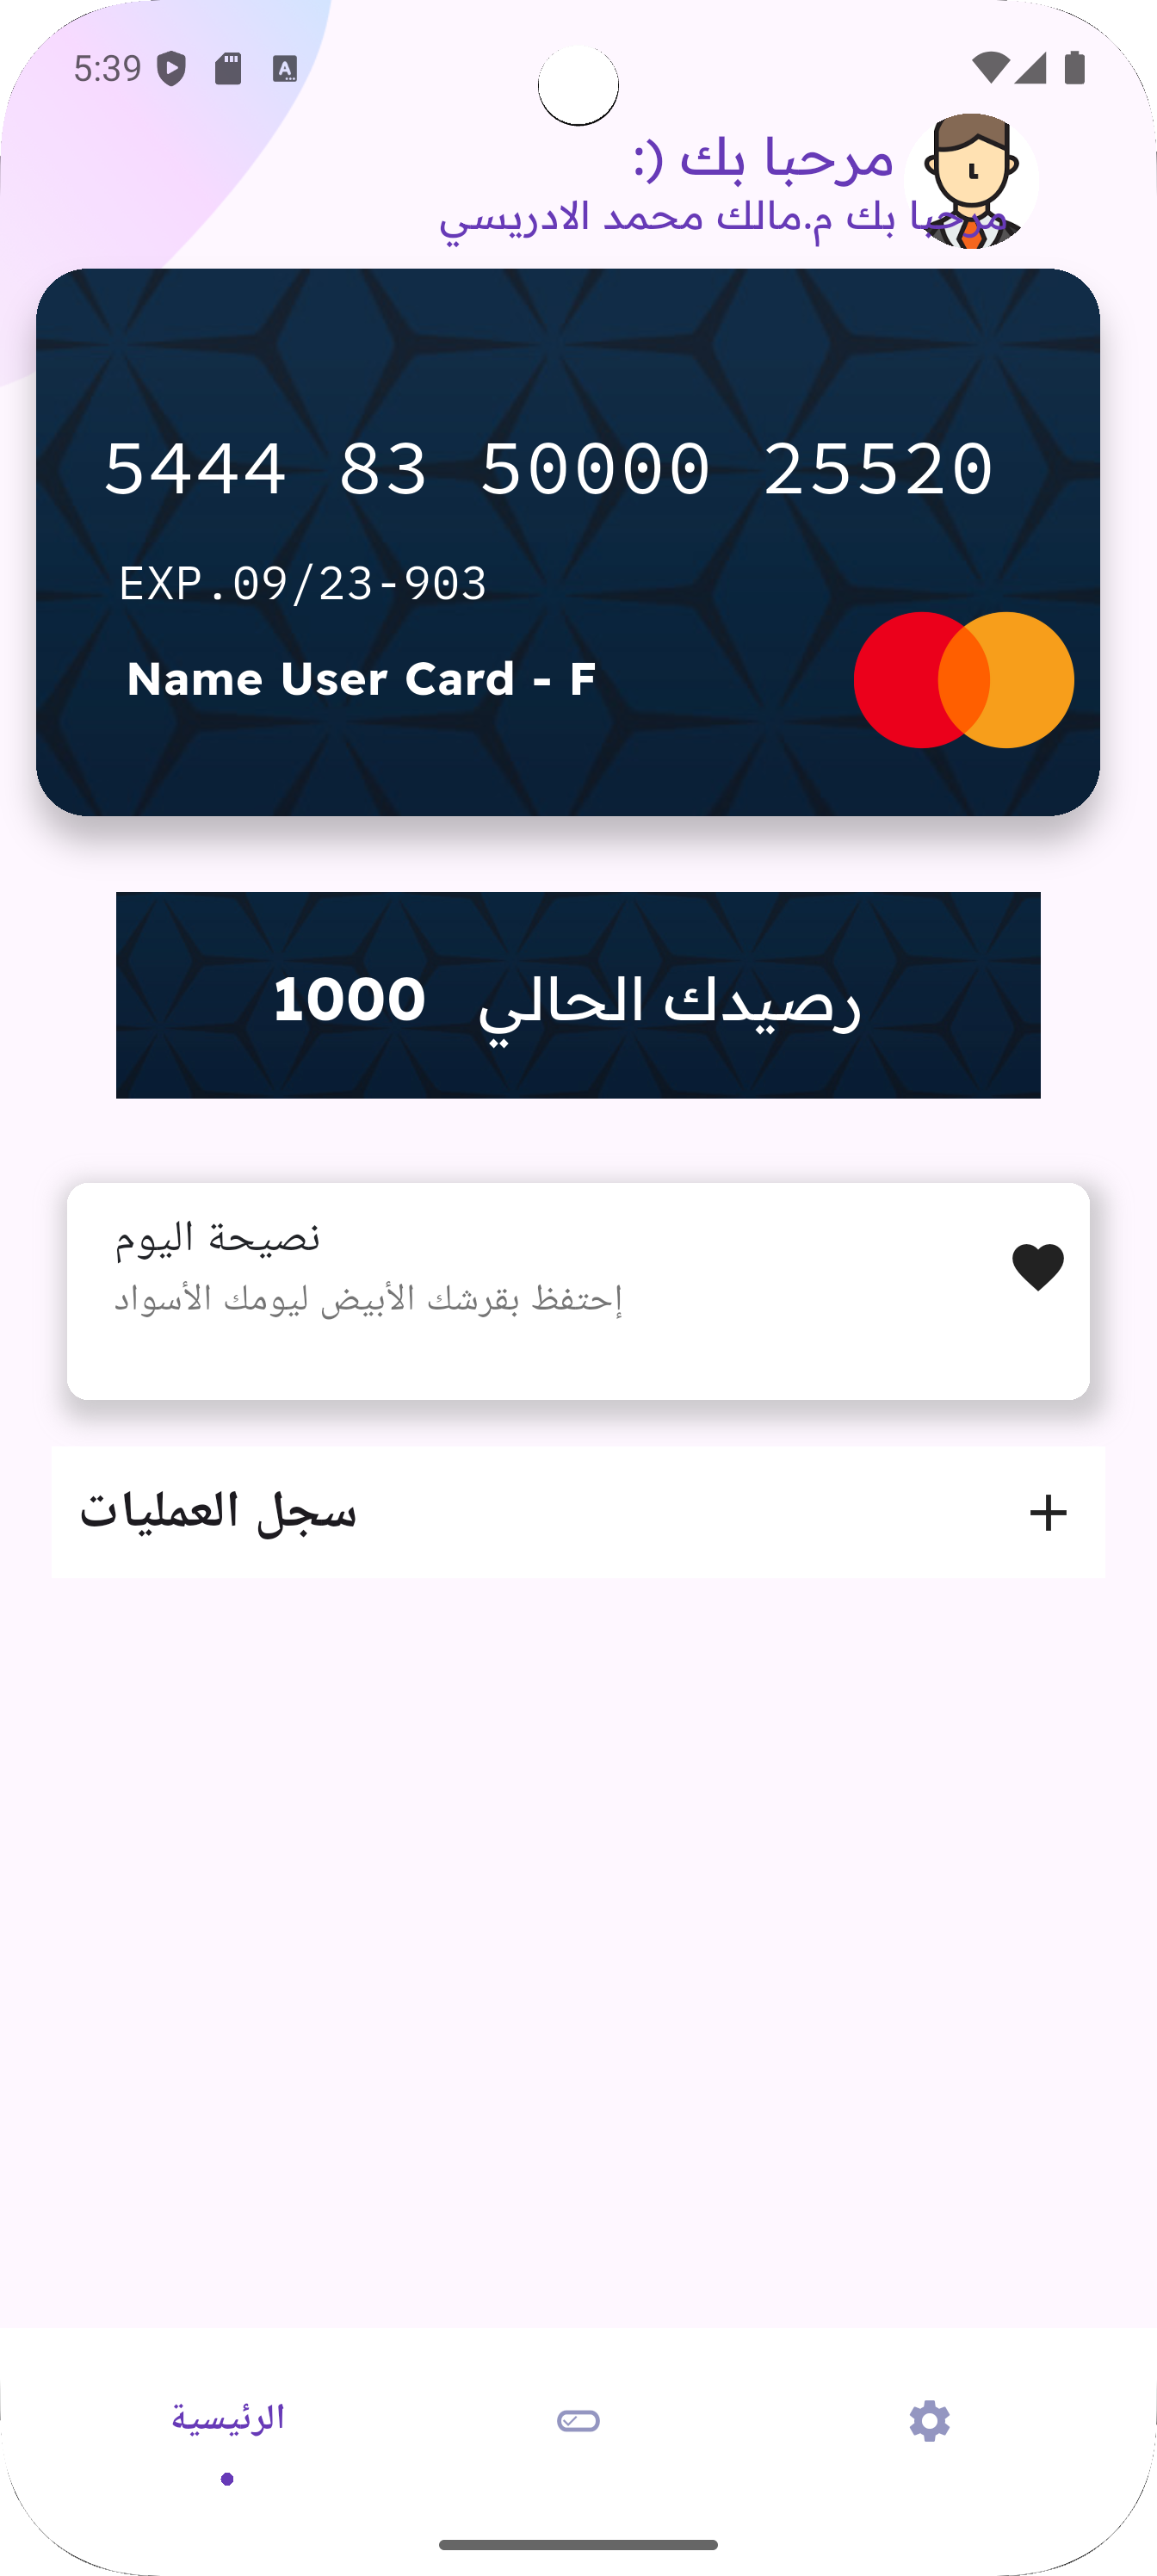 5:39
مرحبا بك (:
مرحبا بك م.مالك محمد الادريسي
5444 83 50000 25520
EXP.09/23-903
Name User Card - F
رصيدك الحالي 1000
نصيحة اليوم
إحتفظ بقرشك الأبيض ليومك الأسواد
سجل العمليات
الرئيسية